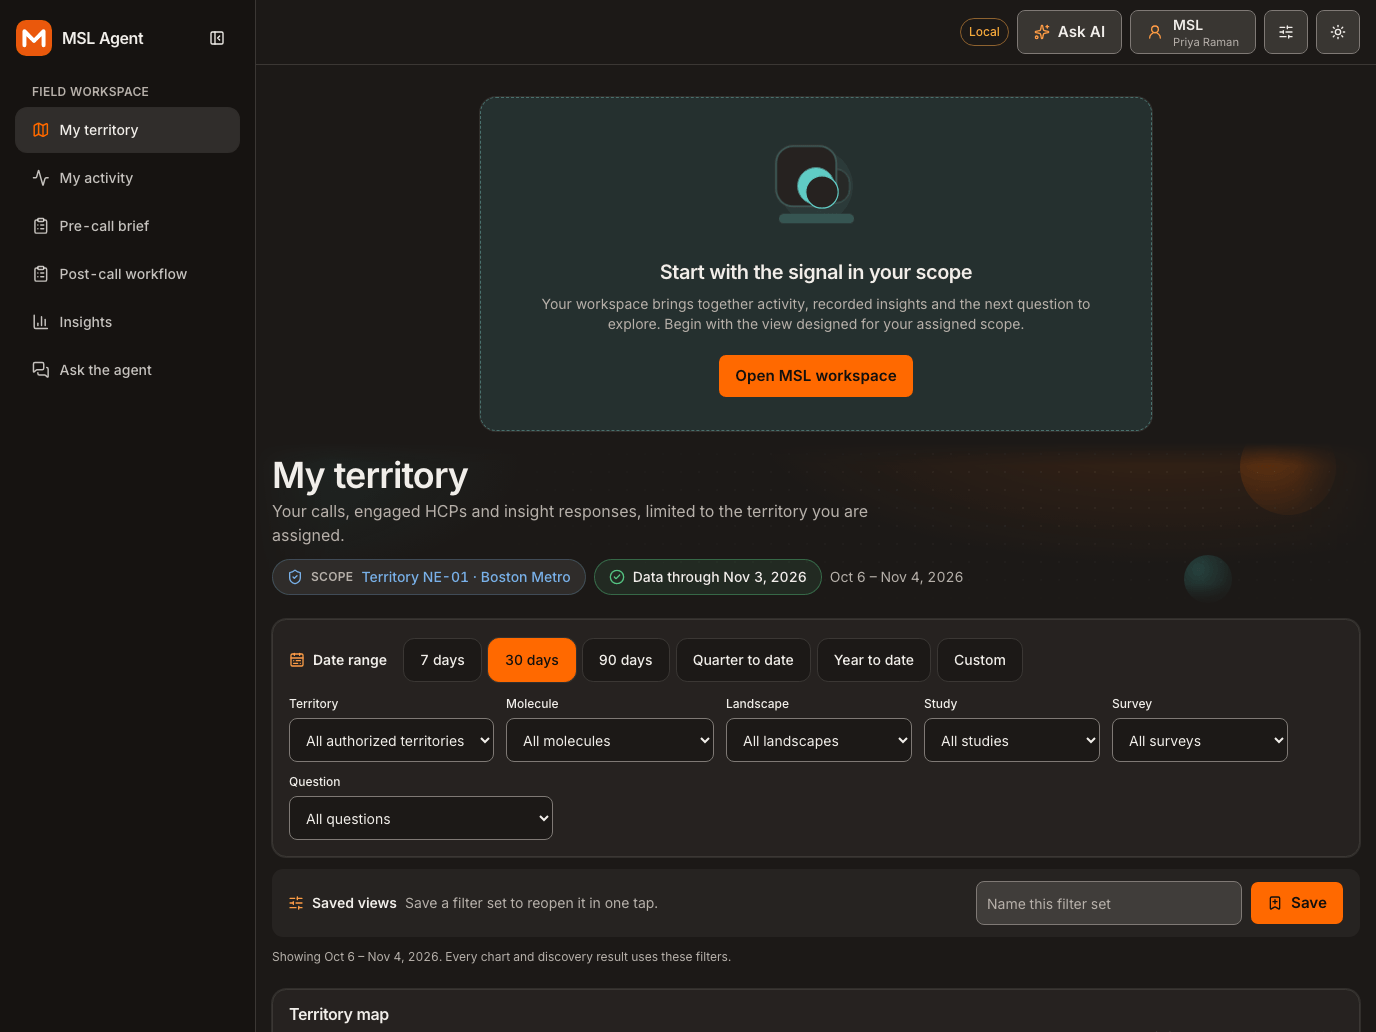 MSL Agent
Local
Ask AI
MSL
Priya Raman
FIELD WORKSPACE
My territory
My activity
Pre-call brief
Post-call workflow
Insights
Ask the agent
Start with the signal in your scope
Your workspace brings together activity, recorded insights and the next question to
explore. Begin with the view designed for your assigned scope.
Open MSL workspace
My territory
Your calls, engaged HCPs and insight responses, limited to the territory you are
assigned.
SCOPE Territory NE-01 · Boston Metro
Data through Nov 3, 2026
Oct 6 – Nov 4, 2026
Date range
7 days
30 days
90 days
Quarter to date
Year to date
Custom
Territory
All authorized territories
Molecule
All molecules
Landscape
All landscapes
Study
All studies
Survey
All surveys
Question
All questions
Saved views Save a filter set to reopen it in one tap.
Name this filter set
Save
Showing Oct 6 – Nov 4, 2026. Every chart and discovery result uses these filters.
Territory map